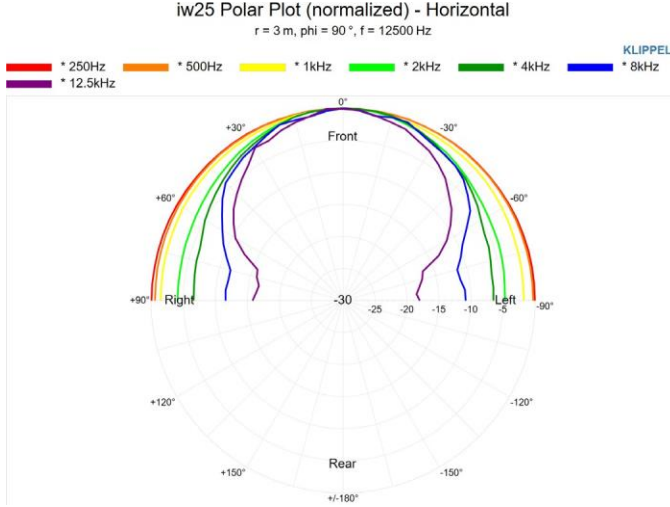 iw25 Polar Plot (normalized) - Horizontal
r = 3 m, phi = 90 °, f = 12500 Hz
KLIPPEL
* 250Hz * 500Hz * 1kHz * 2kHz * 4kHz * 8kHz
* 12.5kHz
0°
+30° -30°
Front
+60° -60°
+90° Right -30 -25 -20 -15 -10 -5 Left -90°
+120° -120°
Rear
+150° -150°
+/-180°